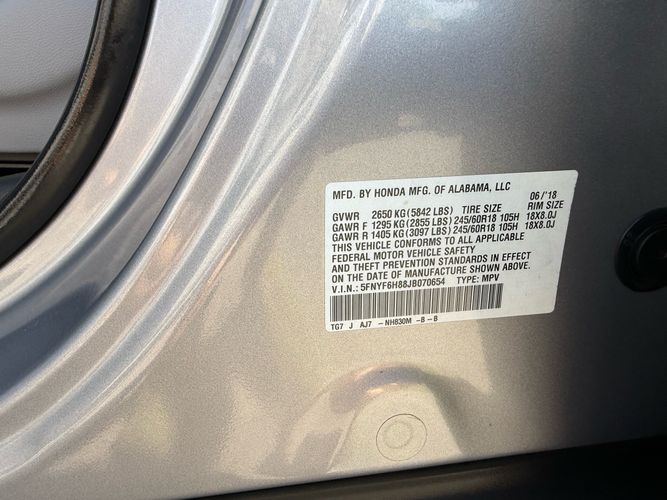 MFD. BY HONDA MFG. OF ALABAMA, LLC 06/'18
GVWR 2650 KG(5842 LBS) TIRE SIZE RIM SIZE
GAWR F 1295 KG(2855 LBS) 245/60R18 105H 18X8.0J
GAWR R 1405 KG(3097 LBS) 245/60R18 105H 18X8.0J
THIS VEHICLE CONFORMS TO ALL APPLICABLE
FEDERAL MOTOR VEHICLE SAFETY
AND THEFT PREVENTION STANDARDS IN EFFECT
ON THE DATE OF MANUFACTURE SHOWN ABOVE.
V.I.N.: 5FNYF6H88JB070654 TYPE: MPV
TG7 J AJ7 -NH830M -B-B